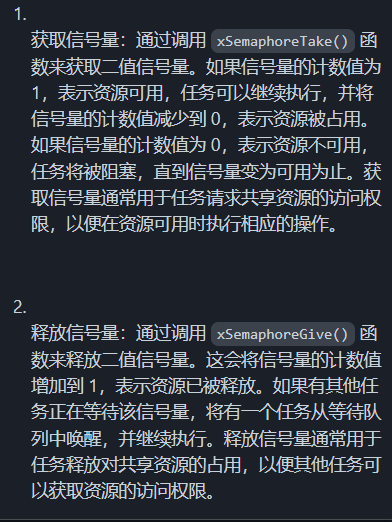 1.
获取信号量：通过调用 xSemaphoreTake() 函
数来获取二值信号量。如果信号量的计数值为
1，表示资源可用，任务可以继续执行，并将
信号量的计数值减少到 0，表示资源被占用。
如果信号量的计数值为 0，表示资源不可用，
任务将被阻塞，直到信号量变为可用为止。获
取信号量通常用于任务请求共享资源的访问权
限，以便在资源可用时执行相应的操作。
2.
释放信号量：通过调用 xSemaphoreGive() 函
数来释放二值信号量。这会将信号量的计数值
增加到 1，表示资源已被释放。如果有其他任
务正在等待该信号量，将有一个任务从等待队
列中唤醒，并继续执行。释放信号量通常用于
任务释放对共享资源的占用，以便其他任务可
以获取资源的访问权限。